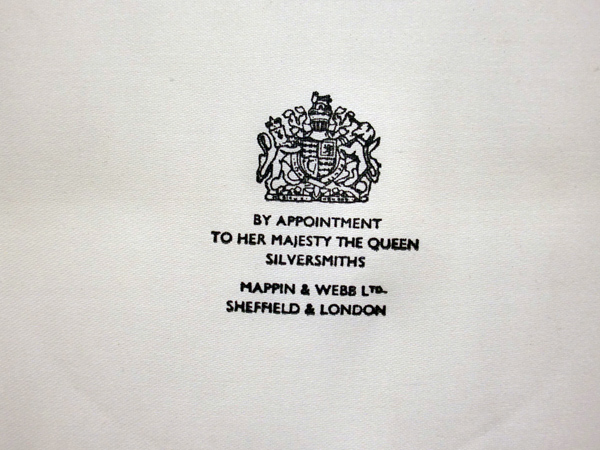 BY APPOINTMENT
TO HER MAJESTY THE QUEEN
SILVERSMITHS
MAPPIN & WEBB LTD.
SHEFFIELD & LONDON